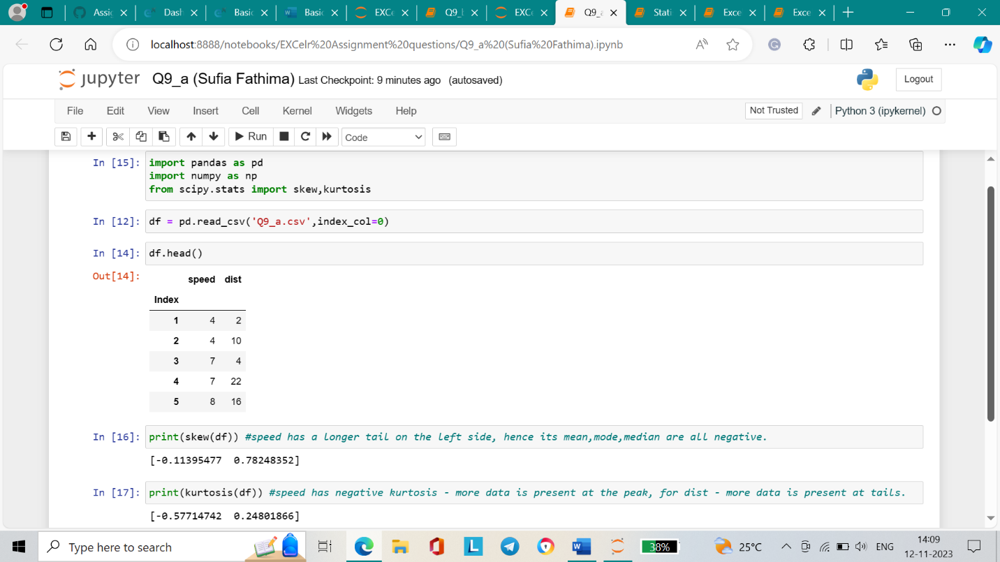 Assig
Dash
Basic
Basic
EXCe
Q9_l
EXCe
Q9_a
Stati
Exce
Exce
localhost:8888/notebooks/EXCelr%20Assignment%20questions/Q9_a%20(Sufia%20Fathima).ipynb
jupyter Q9_a (Sufia Fathima) Last Checkpoint: 9 minutes ago (autosaved)
Logout
File Edit View Insert Cell Kernel Widgets Help
Not Trusted Python 3 (ipykernel)
Run Code
In [15]: import pandas as pd
import numpy as np
from scipy.stats import skew,kurtosis
In [12]: df = pd.read_csv('Q9_a.csv',index_col=0)
In [14]: df.head()
Out[14]:
speed dist
Index
1 4 2
2 4 10
3 7 4
4 7 22
5 8 16
In [16]: print(skew(df)) #speed has a longer tail on the left side, hence its mean,mode,median are all negative.
[-0.11395477 0.78248352]
In [17]: print(kurtosis(df)) #speed has negative kurtosis - more data is present at the peak, for dist - more data is present at tails.
[-0.57714742 0.24801866]
Type here to search
38%
25°C
ENG
14:09
12-11-2023